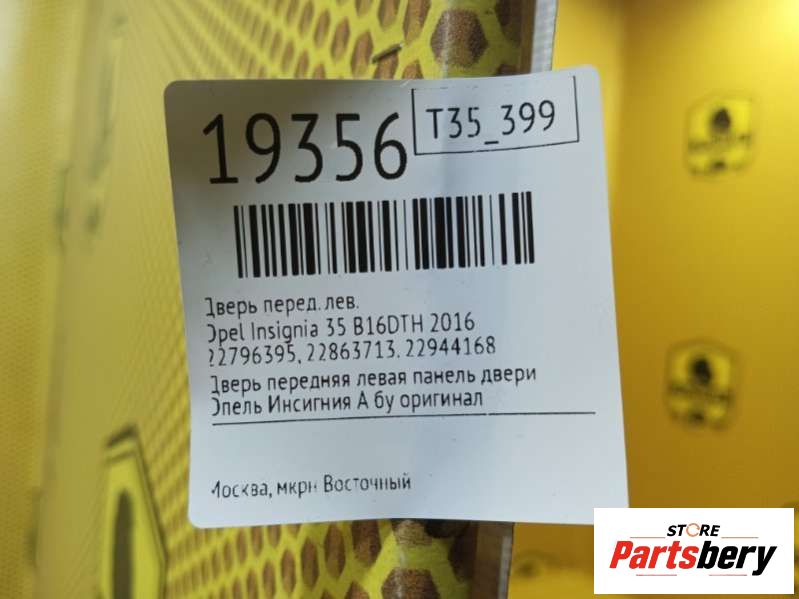 19356
T35_399
Дверь перед. лев.
Opel Insignia 35 B16DTH 2016
22796395, 22863713, 22944168
Дверь передняя левая панель двери
Опель Инсигния А бу оригинал
Москва, мкрн Восточный
STORE
Partsbery